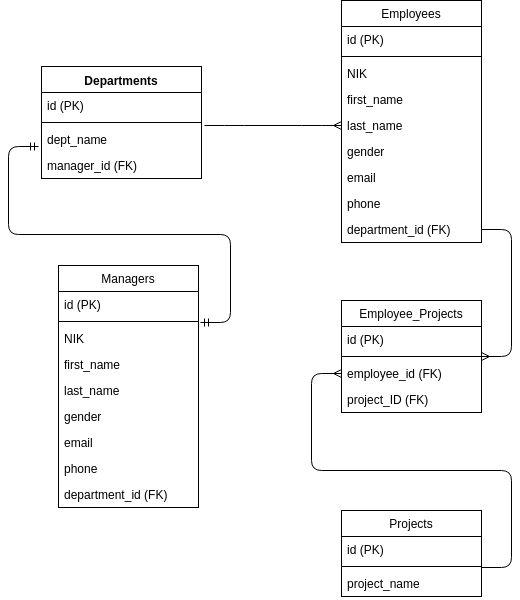 Employees
id (PK)
NIK
first_name
last_name
gender
email
phone
department_id (FK)
Departments
id (PK)
dept_name
manager_id (FK)
Managers
id (PK)
NIK
first_name
last_name
gender
email
phone
department_id (FK)
Employee_Projects
id (PK)
employee_id (FK)
project_ID (FK)
Projects
id (PK)
project_name